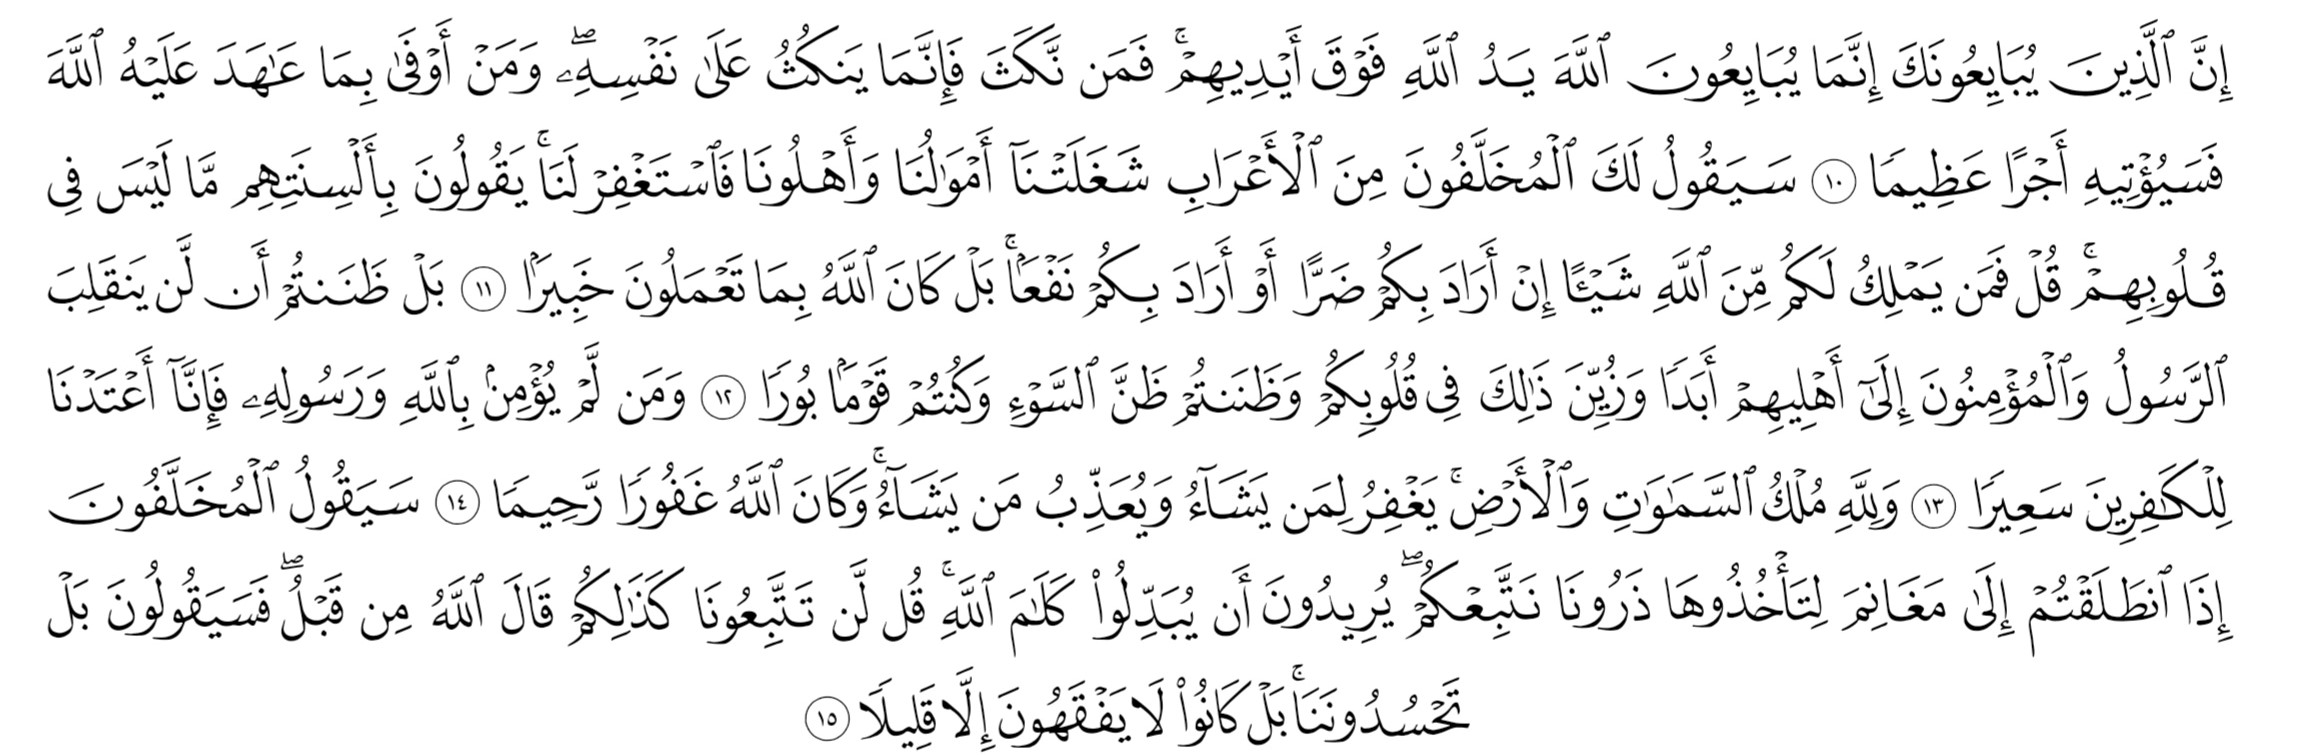 إِنَّ ٱلَّذِينَ يُبَايِعُونَكَ إِنَّمَا يُبَايِعُونَ ٱللَّهَ يَدُ ٱللَّهِ فَوْقَ أَيْدِيهِمْۚ فَمَن نَّكَثَ فَإِنَّمَا يَنكُثُ عَلَىٰ نَفْسِهِۦۖ وَمَنْ أَوْفَىٰ بِمَا عَٰهَدَ عَلَيْهُ ٱللَّهَ
فَسَيُؤْتِيهِ أَجْرًا عَظِيمًا ١٠ سَيَقُولُ لَكَ ٱلْمُخَلَّفُونَ مِنَ ٱلْأَعْرَابِ شَغَلَتْنَآ أَمْوَٰلُنَا وَأَهْلُونَا فَٱسْتَغْفِرْ لَنَاۚ يَقُولُونَ بِأَلْسِنَتِهِم مَّا لَيْسَ فِى
قُلُوبِهِمْۚ قُلْ فَمَن يَمْلِكُ لَكُم مِّنَ ٱللَّهِ شَيْـًٔا إِنْ أَرَادَ بِكُمْ ضَرًّا أَوْ أَرَادَ بِكُمْ نَفْعًۢاۚ بَلْ كَانَ ٱللَّهُ بِمَا تَعْمَلُونَ خَبِيرًۢا ١١ بَلْ ظَنَنتُمْ أَن لَّن يَنقَلِبَ
ٱلرَّسُولُ وَٱلْمُؤْمِنُونَ إِلَىٰٓ أَهْلِيهِمْ أَبَدًا وَزُيِّنَ ذَٰلِكَ فِى قُلُوبِكُمْ وَظَنَنتُمْ ظَنَّ ٱلسَّوْءِ وَكُنتُمْ قَوْمًۢا بُورًا ١٢ وَمَن لَّمْ يُؤْمِنۢ بِٱللَّهِ وَرَسُولِهِۦ فَإِنَّآ أَعْتَدْنَا
لِلْكَٰفِرِينَ سَعِيرًا ١٣ وَلِلَّهِ مُلْكُ ٱلسَّمَٰوَٰتِ وَٱلْأَرْضِۚ يَغْفِرُ لِمَن يَشَآءُ وَيُعَذِّبُ مَن يَشَآءُۚ وَكَانَ ٱللَّهُ غَفُورًا رَّحِيمًا ١٤ سَيَقُولُ ٱلْمُخَلَّفُونَ
إِذَا ٱنطَلَقْتُمْ إِلَىٰ مَغَانِمَ لِتَأْخُذُوهَا ذَرُونَا نَتَّبِعْكُمْۖ يُرِيدُونَ أَن يُبَدِّلُوا۟ كَلَٰمَ ٱللَّهِۚ قُل لَّن تَتَّبِعُونَا كَذَٰلِكُمْ قَالَ ٱللَّهُ مِن قَبْلُۖ فَسَيَقُولُونَ بَلْ
تَحْسُدُونَنَاۚ بَلْ كَانُوا۟ لَا يَفْقَهُونَ إِلَّا قَلِيلًا ١٥